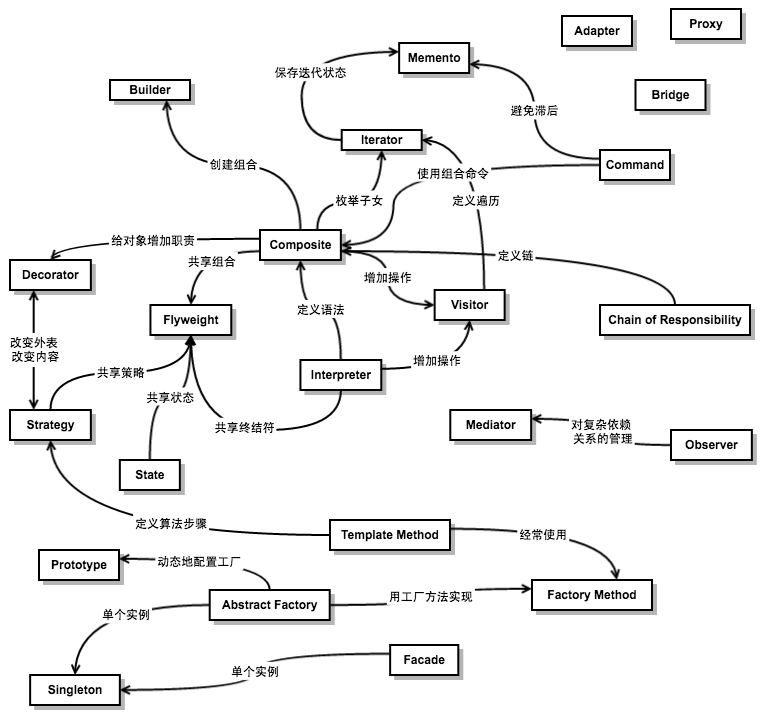 Proxy
Adapter
Memento
保存迭代状态
Builder
Bridge
避免滞后
Iterator
创建组合
使用组合命令
Command
枚举子女
定义遍历
给对象增加职责
Composite
共享组合
定义链
Decorator
增加操作
Visitor
定义语法
Flyweight
Chain of Responsibility
改变外表
改变内容
增加操作
共享策略
Interpreter
共享状态
Strategy
共享终结符
Mediator
对复杂依赖
关系的管理
Observer
State
定义算法步骤
Template Method
经常使用
Prototype
动态地配置工厂
Abstract Factory
用工厂方法实现
Factory Method
单个实例
Facade
单个实例
Singleton